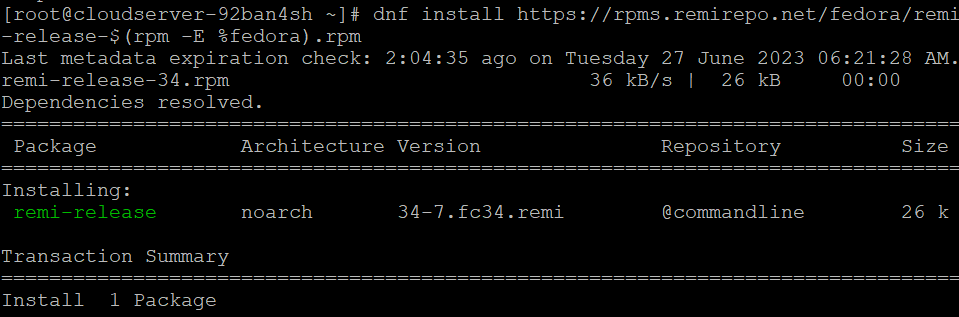 [root@cloudserver-92ban4sh ~]# dnf install https://rpms.remirepo.net/fedora/remi
-release-$(rpm -E %fedora).rpm
Last metadata expiration check: 2:04:35 ago on Tuesday 27 June 2023 06:21:28 AM.
remi-release-34.rpm                             36 kB/s |  26 kB     00:00
Dependencies resolved.
================================================================================
 Package            Architecture Version               Repository          Size
================================================================================
Installing:
 remi-release       noarch       34-7.fc34.remi        @commandline        26 k

Transaction Summary
================================================================================
Install  1 Package